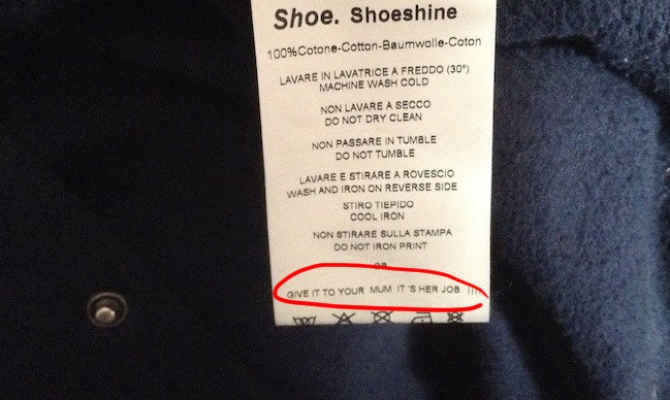 Shoe. Shoeshine
100%Cotone-Cotton-Baumwolle-Coton
LAVARE IN LAVATRICE A FREDDO (30°)
MACHINE WASH COLD
NON LAVARE A SECCO
DO NOT DRY CLEAN
NON PASSARE IN TUMBLE
DO NOT TUMBLE
LAVARE E STIRARE A ROVESCIO
WASH AND IRON ON REVERSE SIDE
STIRO TIEPIDO
COOL IRON
NON STIRARE SULLA STAMPA
DO NOT IRON PRINT
OR
GIVE IT TO YOUR MUM IT 'S HER JOB !!!!